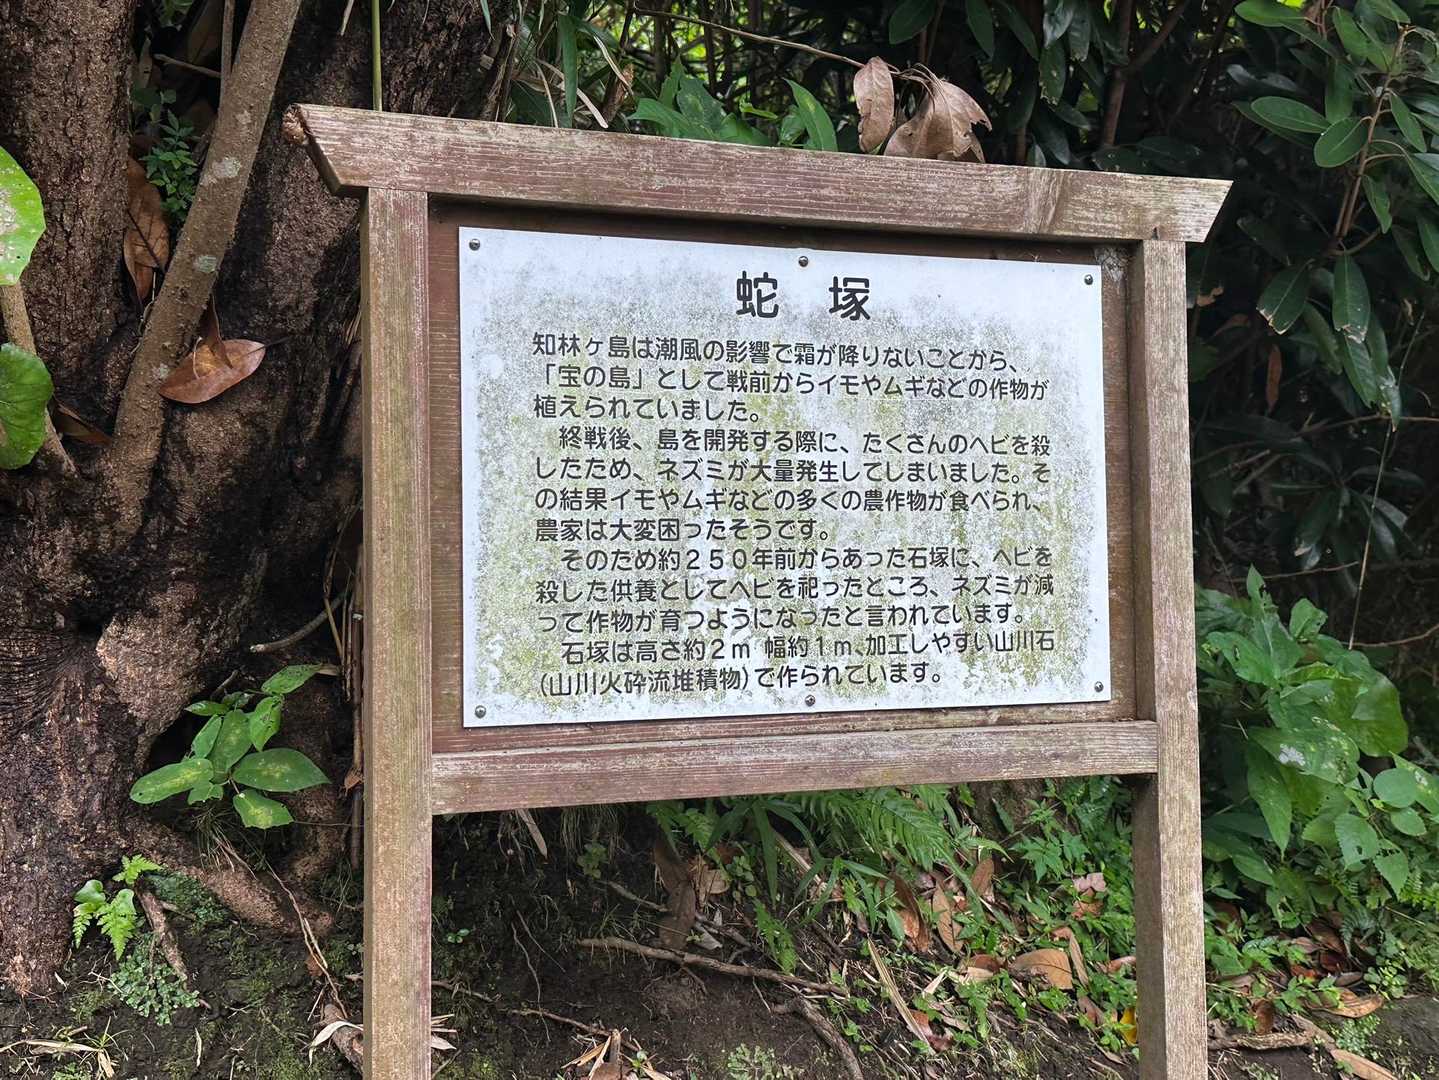 蛇　塚
知林ヶ島は潮風の影響で霜が降りないことから、
「宝の島」として戦前からイモやムギなどの作物が
植えられていました。
　終戦後、島を開発する際に、たくさんのヘビを殺
したため、ネズミが大量発生してしまいました。そ
の結果イモやムギなどの多くの農作物が食べられ、
農家は大変困ったそうです。
　そのため約２５０年前からあった石塚に、ヘビを
殺した供養としてヘビを祀ったところ、ネズミが減
って作物が育つようになったと言われています。
　石塚は高さ約２ｍ 幅約１ｍ、加工しやすい山川石
（山川火砕流堆積物）で作られています。